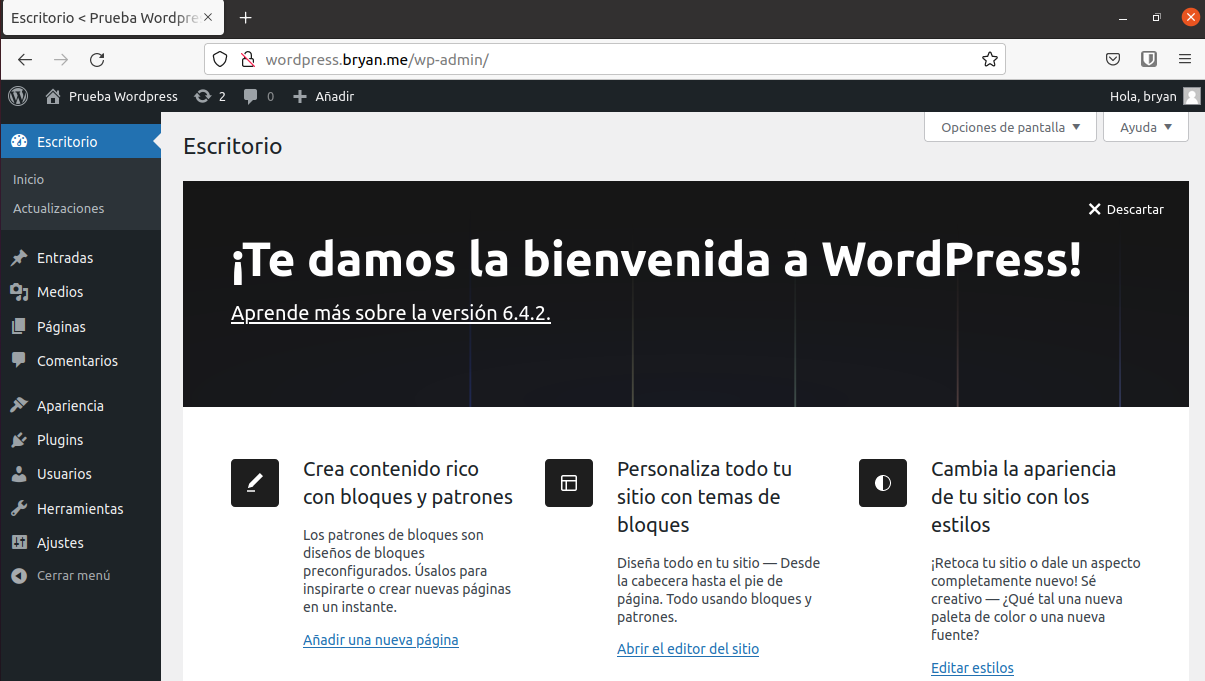 Escritorio < Prueba Wordpre
wordpress.bryan.me/wp-admin/
Prueba Wordpress 2 0 Añadir Hola, bryan
Opciones de pantalla Ayuda
Escritorio
Inicio
Actualizaciones
Entradas
Medios
Páginas
Comentarios
Apariencia
Plugins
Usuarios
Herramientas
Ajustes
Cerrar menú
Escritorio
Descartar
¡Te damos la bienvenida a WordPress!
Aprende más sobre la versión 6.4.2.
Crea contenido rico
con bloques y patrones
Los patrones de bloques son
diseños de bloques
preconfigurados. Úsalos para
inspirarte o crear nuevas páginas
en un instante.
Añadir una nueva página
Personaliza todo tu
sitio con temas de
bloques
Diseña todo en tu sitio — Desde
la cabecera hasta el pie de
página. Todo usando bloques y
patrones.
Abrir el editor del sitio
Cambia la apariencia
de tu sitio con los
estilos
¡Retoca tu sitio o dale un aspecto
completamente nuevo! Sé
creativo — ¿Qué tal una nueva
paleta de color o una nueva
fuente?
Editar estilos